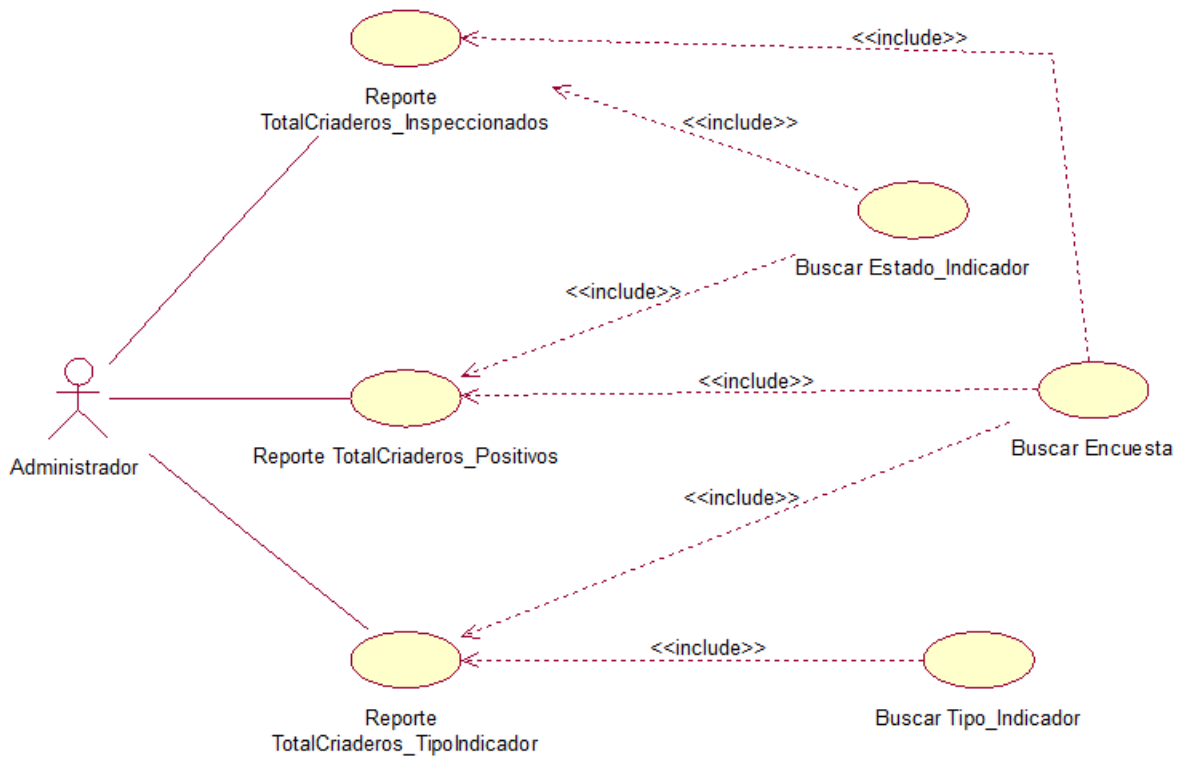 <<include>>
Reporte
TotalCriaderos_Inspeccionados
<<include>>
Buscar Estado_Indicador
<<include>>
<<include>>
Reporte TotalCriaderos_Positivos
Buscar Encuesta
Administrador
<<include>>
<<include>>
Reporte
TotalCriaderos_TipoIndicador
Buscar Tipo_Indicador